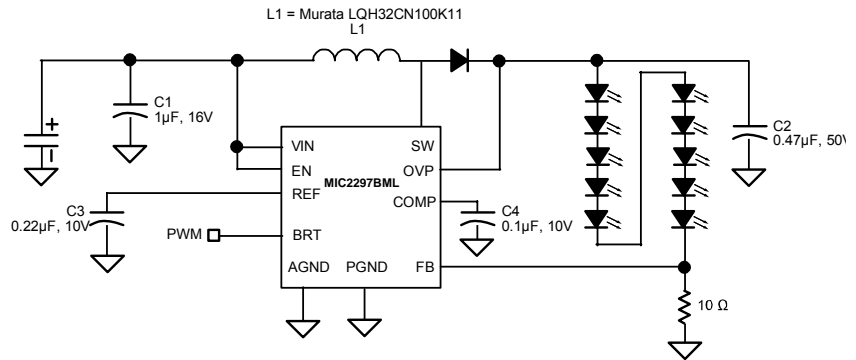 L1 = Murata LQH32CN100K11
L1
C1
1µF, 16V
+
–
VIN
SW
EN
OVP
MIC2297BML
REF
COMP
C2
0.47µF, 50V
C3
0.22µF, 10V
C4
0.1µF, 10V
PWM
BRT
AGND
PGND
FB
10 Ω